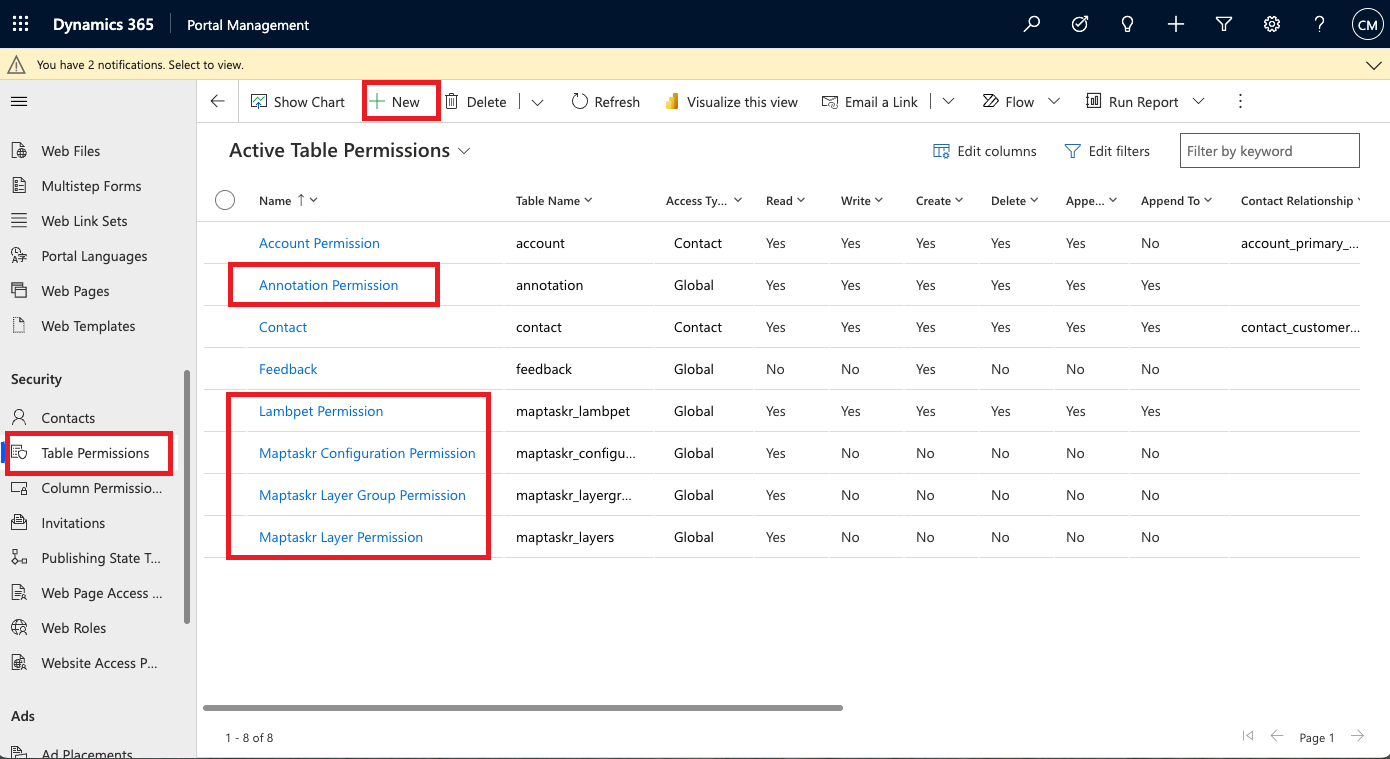 Dynamics 365 Portal Management CM
You have 2 notifications. Select to view.
Show Chart New Delete Refresh Visualize this view Email a Link Flow Run Report
Web Files
Multistep Forms
Web Link Sets
Portal Languages
Web Pages
Web Templates
Security
Contacts
Table Permissions
Column Permissio...
Invitations
Publishing State T...
Web Page Access ...
Web Roles
Website Access P...
Ads
Ad Placements
Active Table Permissions Edit columns Edit filters Filter by keyword
Name Table Name Access Ty... Read Write Create Delete Appe... Append To Contact Relationship
Account Permission account Contact Yes Yes Yes Yes Yes No account_primary_...
Annotation Permission annotation Global Yes Yes Yes Yes Yes Yes
Contact contact Contact Yes Yes Yes Yes Yes Yes contact_customer...
Feedback feedback Global No No Yes No No No
Lambpet Permission maptaskr_lambpet Global Yes Yes Yes Yes Yes Yes
Maptaskr Configuration Permission maptaskr_configu... Global Yes No No No No No
Maptaskr Layer Group Permission maptaskr_layergr... Global Yes No No No No No
Maptaskr Layer Permission maptaskr_layers Global Yes No No No No No
1 - 8 of 8 Page 1